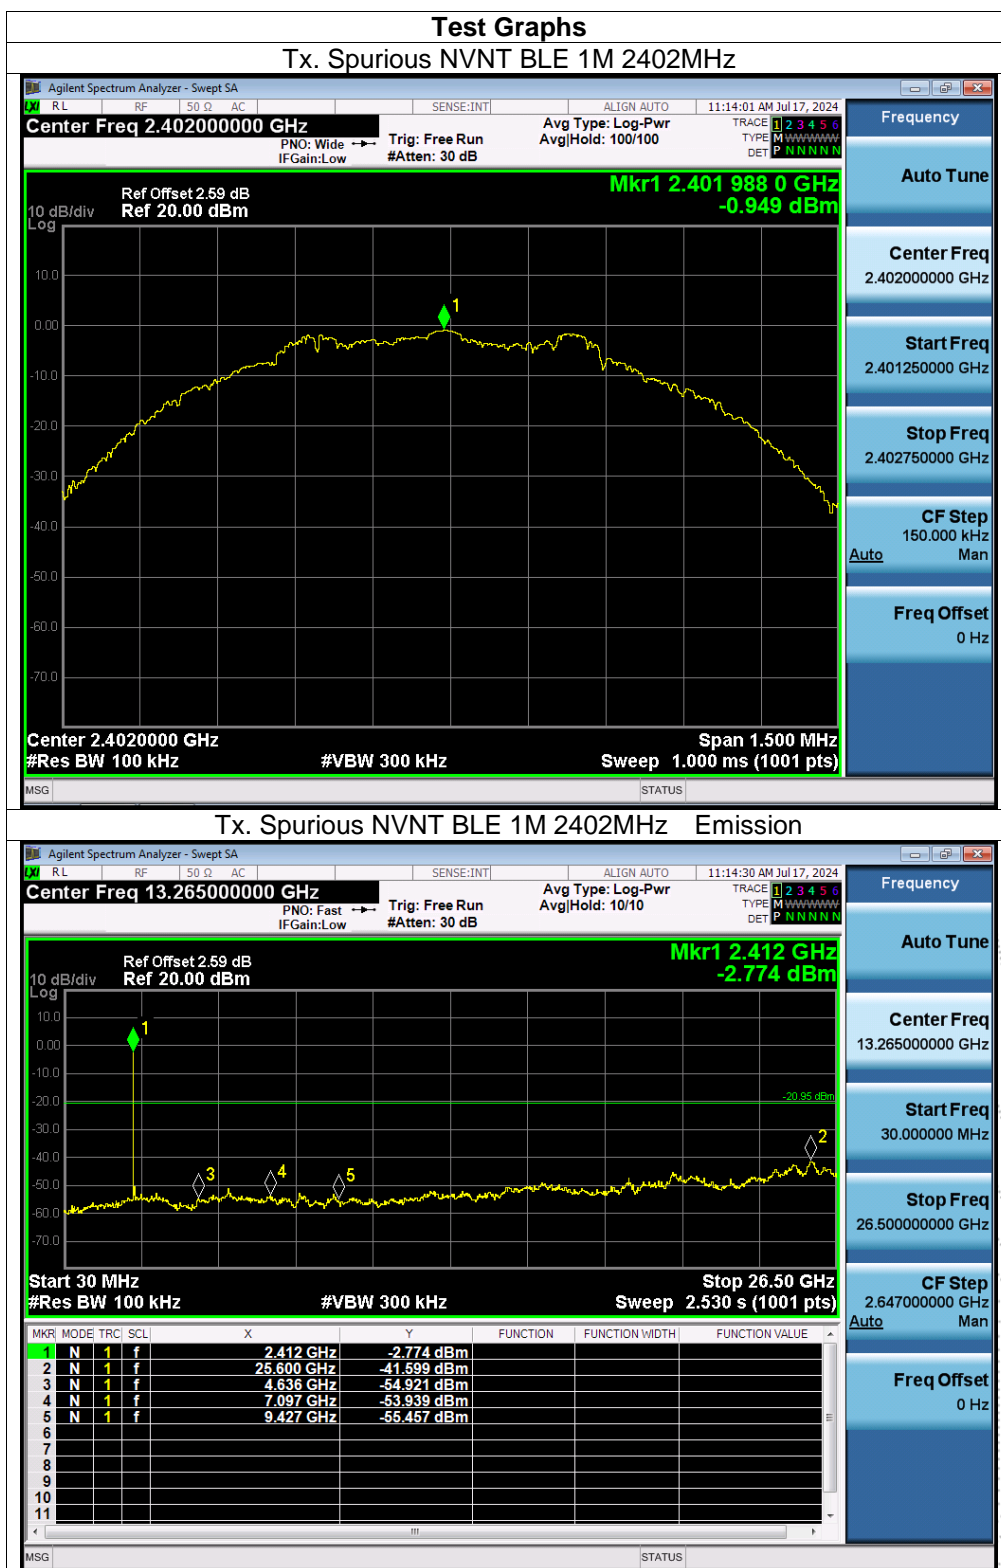 Test Graphs
Tx. Spurious NVNT BLE 1M 2402MHz
Agilent Spectrum Analyzer - Swept SA
LXI RL RF 50 Ω AC SENSE:INT ALIGN AUTO 11:14:01 AM Jul 17, 2024
Center Freq 2.402000000 GHz
PNO: Wide
IFGain:Low
Trig: Free Run
#Atten: 30 dB
Avg Type: Log-Pwr
Avg|Hold: 100/100
TRACE 1 2 3 4 5 6
TYPE M WWWWW
DET P N N N N N
Frequency
Auto Tune
Center Freq
2.402000000 GHz
Start Freq
2.401250000 GHz
Stop Freq
2.402750000 GHz
CF Step
150.000 kHz
Auto Man
Freq Offset
0 Hz
Mkr1 2.401 988 0 GHz
-0.949 dBm
Ref Offset 2.59 dB
10 dB/div Ref 20.00 dBm
Log
10.0
0.00
-10.0
-20.0
-30.0
-40.0
-50.0
-60.0
-70.0
1
Center 2.4020000 GHz Span 1.500 MHz
#Res BW 100 kHz #VBW 300 kHz Sweep 1.000 ms (1001 pts)
MSG STATUS
Tx. Spurious NVNT BLE 1M 2402MHz Emission
Agilent Spectrum Analyzer - Swept SA
LXI RL RF 50 Ω AC SENSE:INT ALIGN AUTO 11:14:30 AM Jul 17, 2024
Center Freq 13.265000000 GHz
PNO: Fast
IFGain:Low
Trig: Free Run
#Atten: 30 dB
Avg Type: Log-Pwr
Avg|Hold: 10/10
TRACE 1 2 3 4 5 6
TYPE M WWWWW
DET P N N N N N
Frequency
Auto Tune
Center Freq
13.265000000 GHz
Start Freq
30.000000 MHz
Stop Freq
26.500000000 GHz
CF Step
2.647000000 GHz
Auto Man
Freq Offset
0 Hz
Mkr1 2.412 GHz
-2.774 dBm
Ref Offset 2.59 dB
10 dB/div Ref 20.00 dBm
Log
10.0
0.00
-10.0
-20.0
-30.0
-40.0
-50.0
-60.0
-70.0
1
-20.95 dBm
2
3
4
5
Start 30 MHz Stop 26.50 GHz
#Res BW 100 kHz #VBW 300 kHz Sweep 2.530 s (1001 pts)
MKR MODE TRC SCL X Y FUNCTION FUNCTION WIDTH FUNCTION VALUE
1 N 1 f 2.412 GHz -2.774 dBm
2 N 1 f 25.600 GHz -41.599 dBm
3 N 1 f 4.636 GHz -54.921 dBm
4 N 1 f 7.097 GHz -53.939 dBm
5 N 1 f 9.427 GHz -55.457 dBm
6
7
8
9
10
11
MSG STATUS